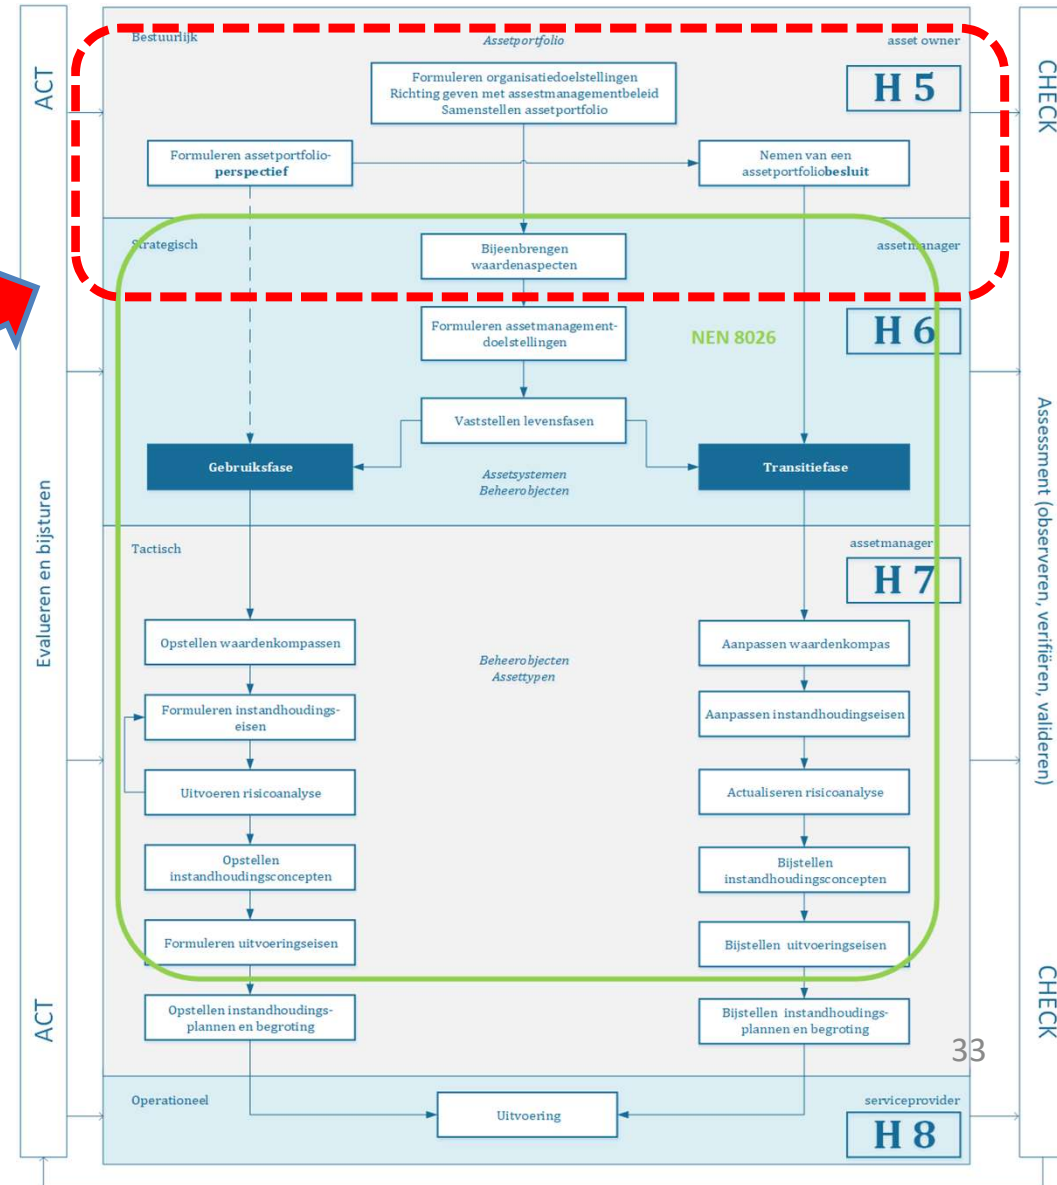 ACT
Evalueren en bijsturen
ACT
Bestuurlijk
Assetportfolio
asset owner
H 5
Formuleren organisatiedoelstellingen
Richting geven met assestmanagementbeleid
Samenstellen assetportfolio
Formuleren assetportfolio-
perspectief
Nemen van een
assetportfoliobesluit
Strategisch
assetmanager
Bijeenbrengen
waardenaspecten
H 6
Formuleren assetmanagement-
doelstellingen
NEN 8026
Vaststellen levensfasen
Gebruiksfase
Transitiefase
Assetsystemen
Beheerobjecten
Tactisch
assetmanager
H 7
Opstellen waardenkompassen
Aanpassen waardenkompas
Beheerobjecten
Assettypen
Formuleren instandhoudings-
eisen
Aanpassen instandhoudingseisen
Uitvoeren risicoanalyse
Actualiseren risicoanalyse
Opstellen
instandhoudingsconcepten
Bijstellen
instandhoudingsconcepten
Formuleren uitvoeringseisen
Bijstellen uitvoeringseisen
Opstellen instandhoudings-
plannen en begroting
Bijstellen instandhoudings-
plannen en begroting
33
Operationeel
serviceprovider
Uitvoering
H 8
CHECK
Assessment (observeren, verifiëren, valideren)
CHECK